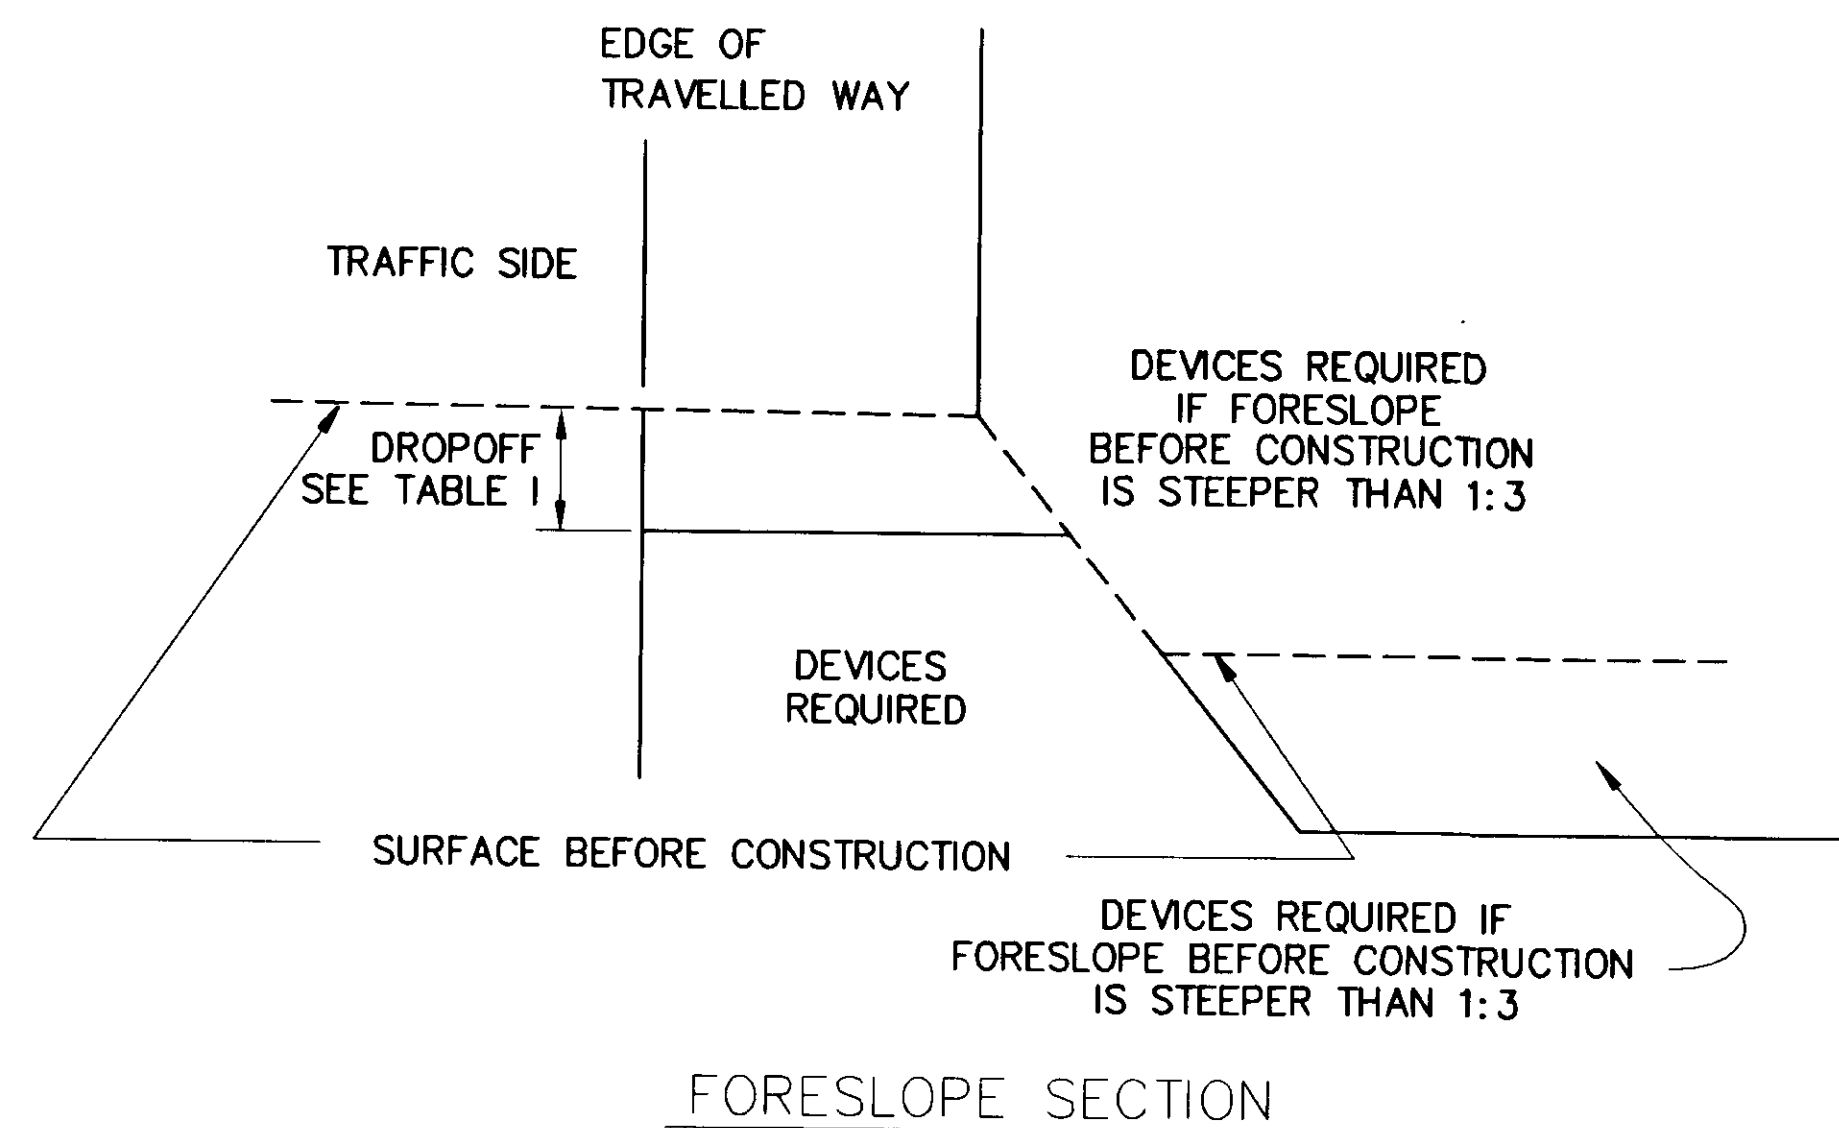 EDGE OF
TRAVELLED WAY
TRAFFIC SIDE
DEVICES REQUIRED
IF FORESLOPE
BEFORE CONSTRUCTION
IS STEEPER THAN 1:3
DROPOFF
SEE TABLE 1
DEVICES
REQUIRED
SURFACE BEFORE CONSTRUCTION
DEVICES REQUIRED IF
FORESLOPE BEFORE CONSTRUCTION
IS STEEPER THAN 1:3
FORESLOPE SECTION